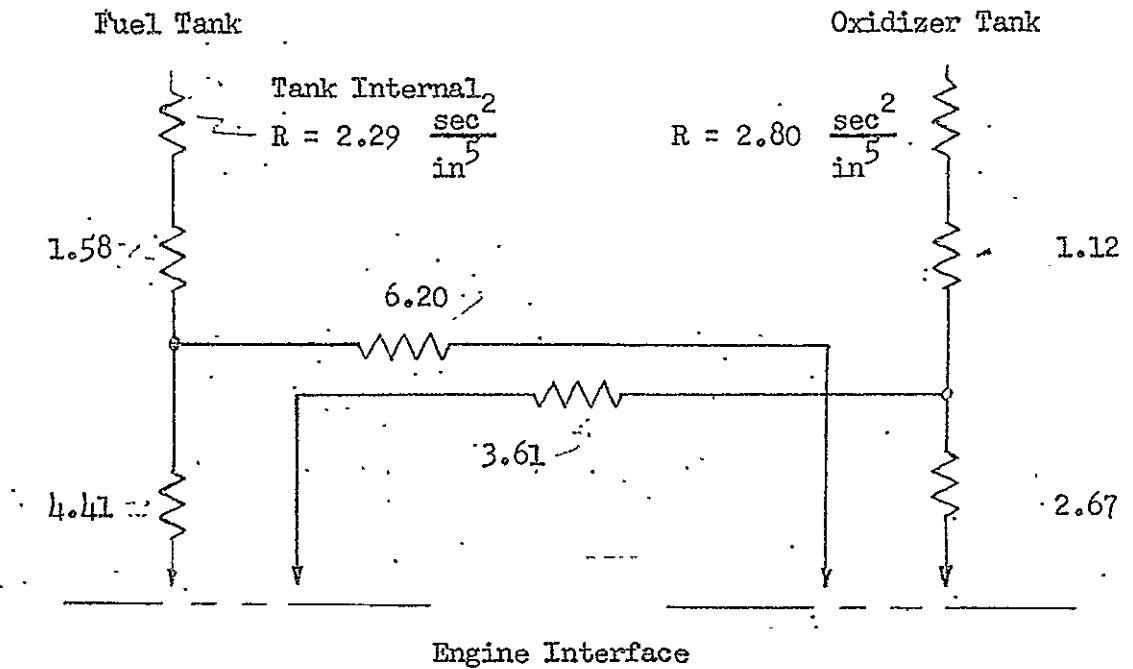 Fuel Tank
Oxidizer Tank
Tank Internal
R = 2.29 sec² / in⁵
R = 2.80 sec² / in⁵
1.58
1.12
6.20
3.61
4.41
2.67
Engine Interface